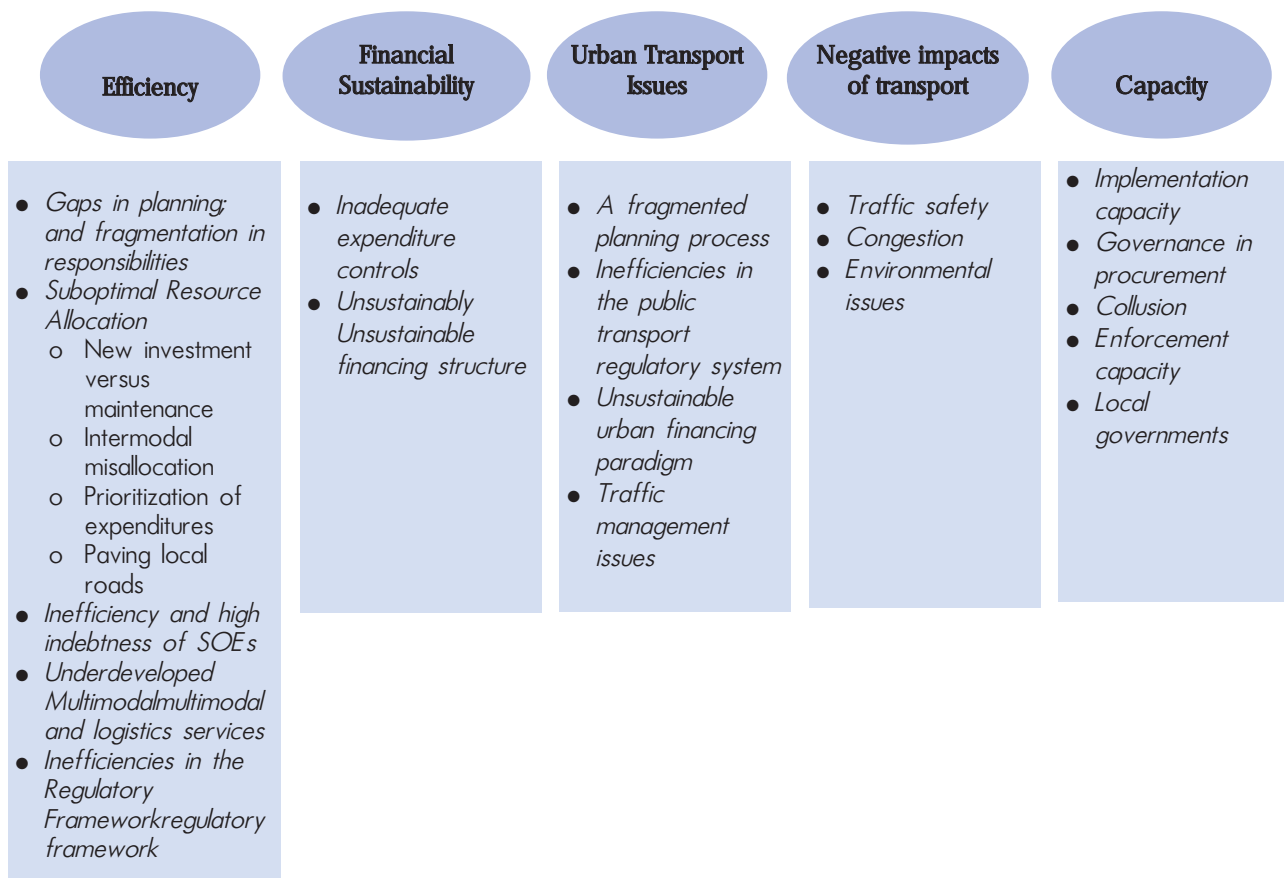 Efficiency
Financial
Sustainability
Urban Transport
Issues
Negative impacts
of transport
Capacity
● Gaps in planning;
and fragmentation in
responsibilities
● Suboptimal Resource
Allocation
o New investment
versus
maintenance
o Intermodal
misallocation
o Prioritization of
expenditures
o Paving local
roads
● Inefficiency and high
indebtness of SOEs
● Underdeveloped
Multimodalmultimodal
and logistics services
● Inefficiencies in the
Regulatory
Frameworkregulatory
framework
● Inadequate
expenditure
controls
● Unsustainably
Unsustainable
financing structure
● A fragmented
planning process
● Inefficiencies in
the public
transport
regulatory system
● Unsustainable
urban financing
paradigm
● Traffic
management
issues
● Traffic safety
● Congestion
● Environmental
issues
● Implementation
capacity
● Governance in
procurement
● Collusion
● Enforcement
capacity
● Local
governments